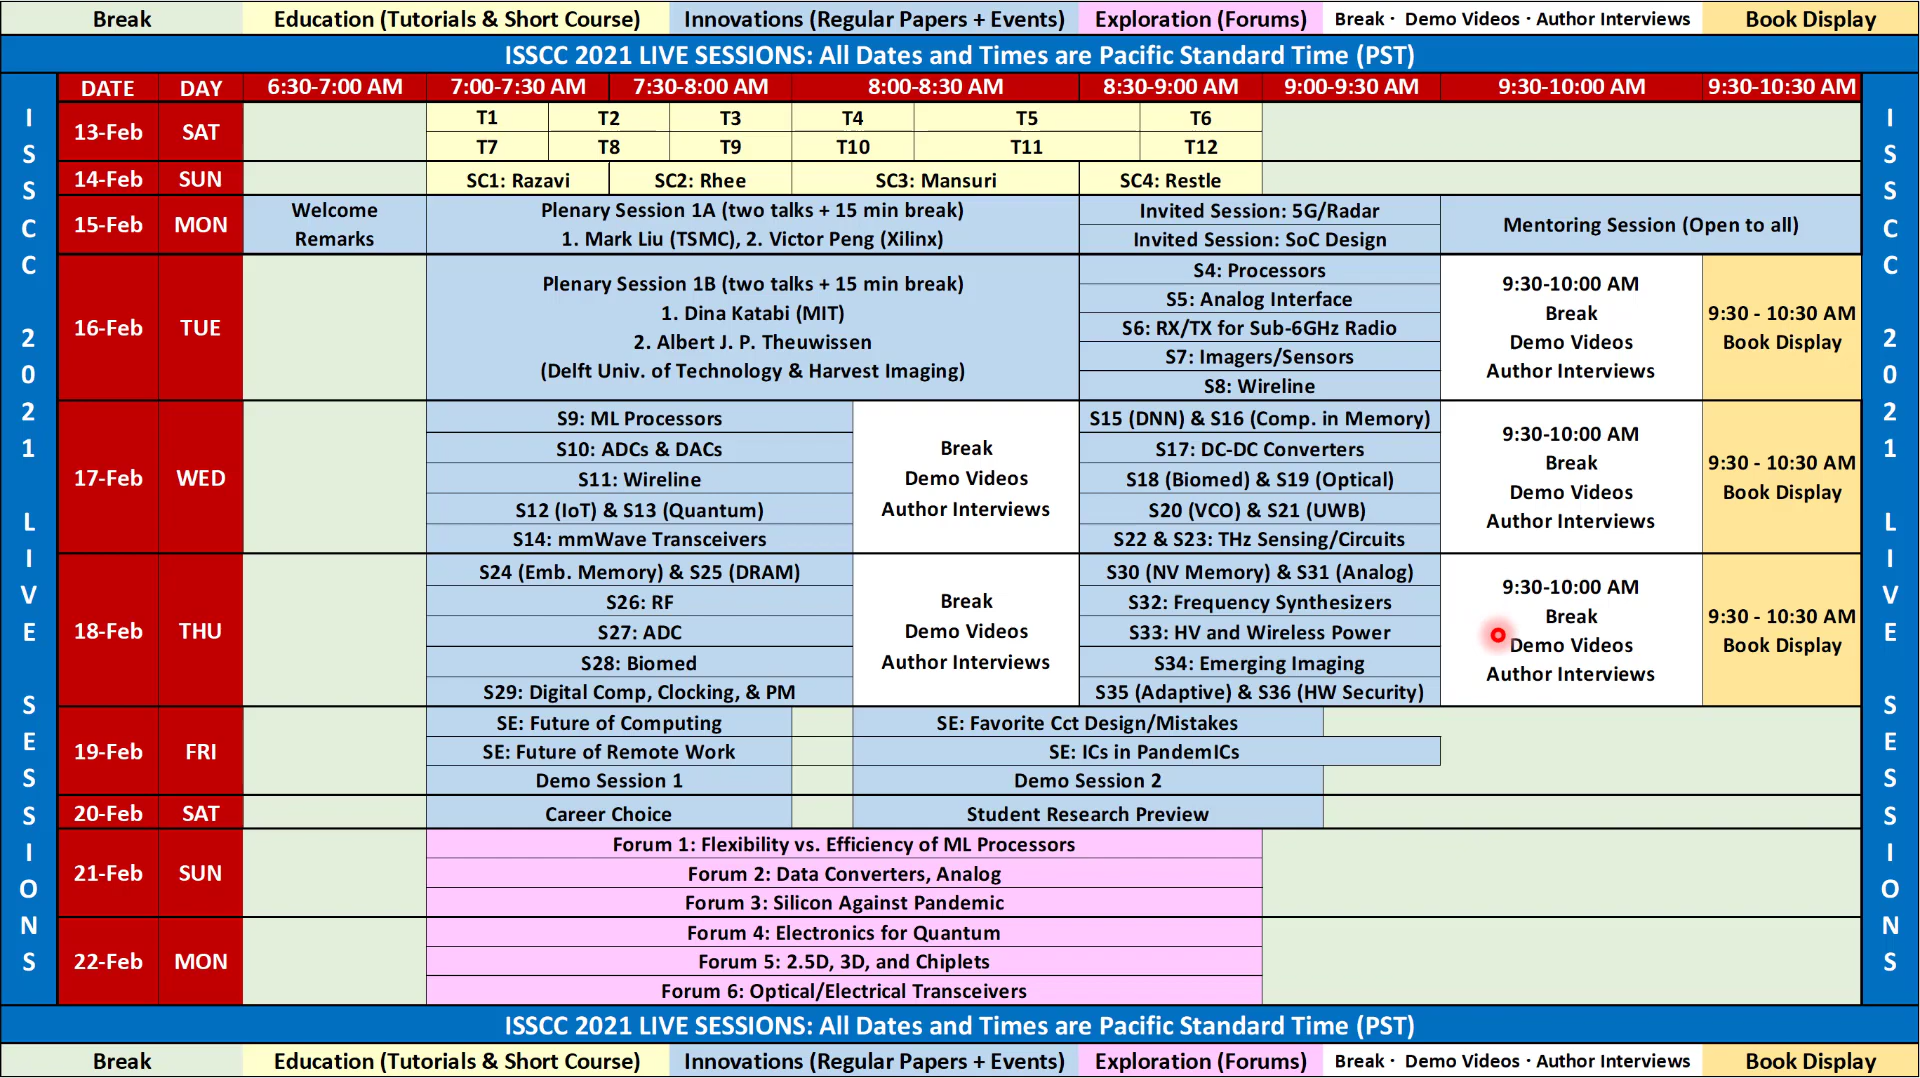 Break Education (Tutorials & Short Course) Innovations (Regular Papers + Events) Exploration (Forums) Break · Demo Videos · Author Interviews Book Display
ISSCC 2021 LIVE SESSIONS: All Dates and Times are Pacific Standard Time (PST)
ISSCC 2021 LIVE SESSIONS
DATE DAY 6:30-7:00 AM 7:00-7:30 AM 7:30-8:00 AM 8:00-8:30 AM 8:30-9:00 AM 9:00-9:30 AM 9:30-10:00 AM 9:30-10:30 AM
13-Feb SAT
T1 T2 T3 T4 T5 T6
T7 T8 T9 T10 T11 T12
14-Feb SUN SC1: Razavi SC2: Rhee SC3: Mansuri SC4: Restle
15-Feb MON
Welcome
Remarks
Plenary Session 1A (two talks + 15 min break)
1. Mark Liu (TSMC), 2. Victor Peng (Xilinx)
Invited Session: 5G/Radar
Invited Session: SoC Design
Mentoring Session (Open to all)
16-Feb TUE
Plenary Session 1B (two talks + 15 min break)
1. Dina Katabi (MIT)
2. Albert J. P. Theuwissen
(Delft Univ. of Technology & Harvest Imaging)
S4: Processors
S5: Analog Interface
S6: RX/TX for Sub-6GHz Radio
S7: Imagers/Sensors
S8: Wireline
9:30-10:00 AM
Break
Demo Videos
Author Interviews
9:30 - 10:30 AM
Book Display
17-Feb WED
S9: ML Processors
S10: ADCs & DACs
S11: Wireline
S12 (IoT) & S13 (Quantum)
S14: mmWave Transceivers
Break
Demo Videos
Author Interviews
S15 (DNN) & S16 (Comp. in Memory)
S17: DC-DC Converters
S18 (Biomed) & S19 (Optical)
S20 (VCO) & S21 (UWB)
S22 & S23: THz Sensing/Circuits
9:30-10:00 AM
Break
Demo Videos
Author Interviews
9:30 - 10:30 AM
Book Display
18-Feb THU
S24 (Emb. Memory) & S25 (DRAM)
S26: RF
S27: ADC
S28: Biomed
S29: Digital Comp, Clocking, & PM
Break
Demo Videos
Author Interviews
S30 (NV Memory) & S31 (Analog)
S32: Frequency Synthesizers
S33: HV and Wireless Power
S34: Emerging Imaging
S35 (Adaptive) & S36 (HW Security)
9:30-10:00 AM
Break
Demo Videos
Author Interviews
9:30 - 10:30 AM
Book Display
19-Feb FRI
SE: Future of Computing SE: Favorite Cct Design/Mistakes
SE: Future of Remote Work SE: ICs in PandemICs
Demo Session 1 Demo Session 2
20-Feb SAT Career Choice Student Research Preview
21-Feb SUN
Forum 1: Flexibility vs. Efficiency of ML Processors
Forum 2: Data Converters, Analog
Forum 3: Silicon Against Pandemic
22-Feb MON
Forum 4: Electronics for Quantum
Forum 5: 2.5D, 3D, and Chiplets
Forum 6: Optical/Electrical Transceivers
ISSCC 2021 LIVE SESSIONS
ISSCC 2021 LIVE SESSIONS: All Dates and Times are Pacific Standard Time (PST)
Break Education (Tutorials & Short Course) Innovations (Regular Papers + Events) Exploration (Forums) Break · Demo Videos · Author Interviews Book Display